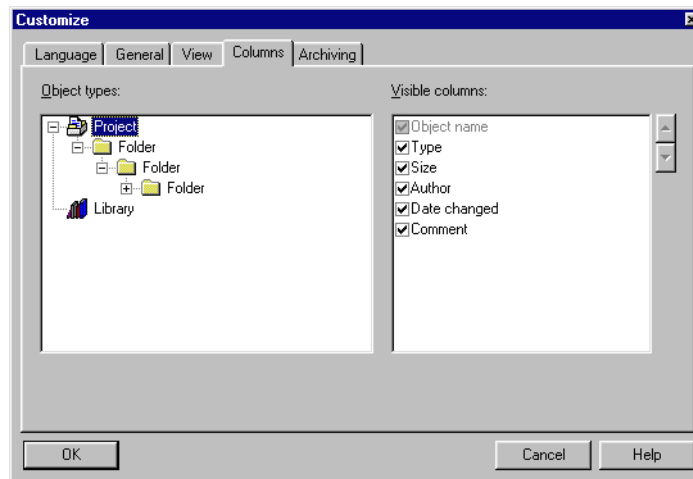 Customize
Language General View Columns Archiving
Object types: Visible columns:
Project
Folder
Folder
Folder
Library
Object name
Type
Size
Author
Date changed
Comment
OK Cancel Help